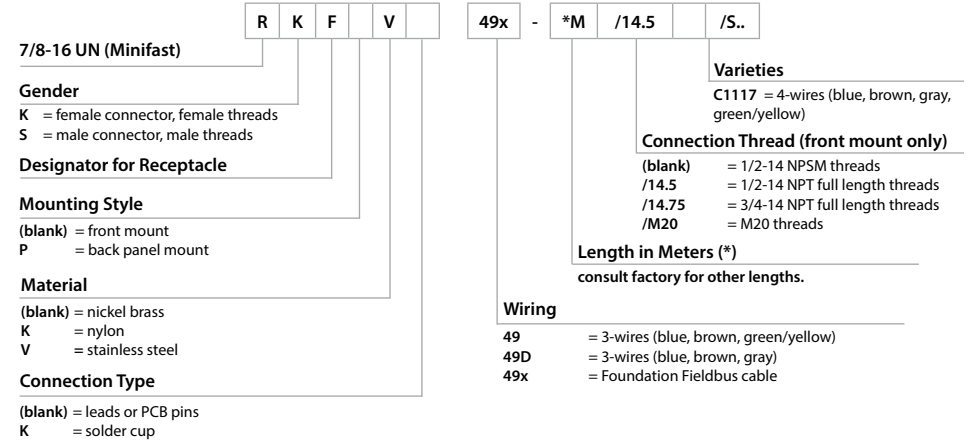 R K F V 49x - *M /14.5 /S..
7/8-16 UN (Minifast)
Gender
K = female connector, female threads
S = male connector, male threads
Designator for Receptacle
Mounting Style
(blank) = front mount
P = back panel mount
Material
(blank) = nickel brass
K = nylon
V = stainless steel
Connection Type
(blank) = leads or PCB pins
K = solder cup
Varieties
C1117 = 4-wires (blue, brown, gray,
green/yellow)
Connection Thread (front mount only)
(blank) = 1/2-14 NPSM threads
/14.5 = 1/2-14 NPT full length threads
/14.75 = 3/4-14 NPT full length threads
/M20 = M20 threads
Length in Meters (*)
consult factory for other lengths.
Wiring
49 = 3-wires (blue, brown, green/yellow)
49D = 3-wires (blue, brown, gray)
49x = Foundation Fieldbus cable